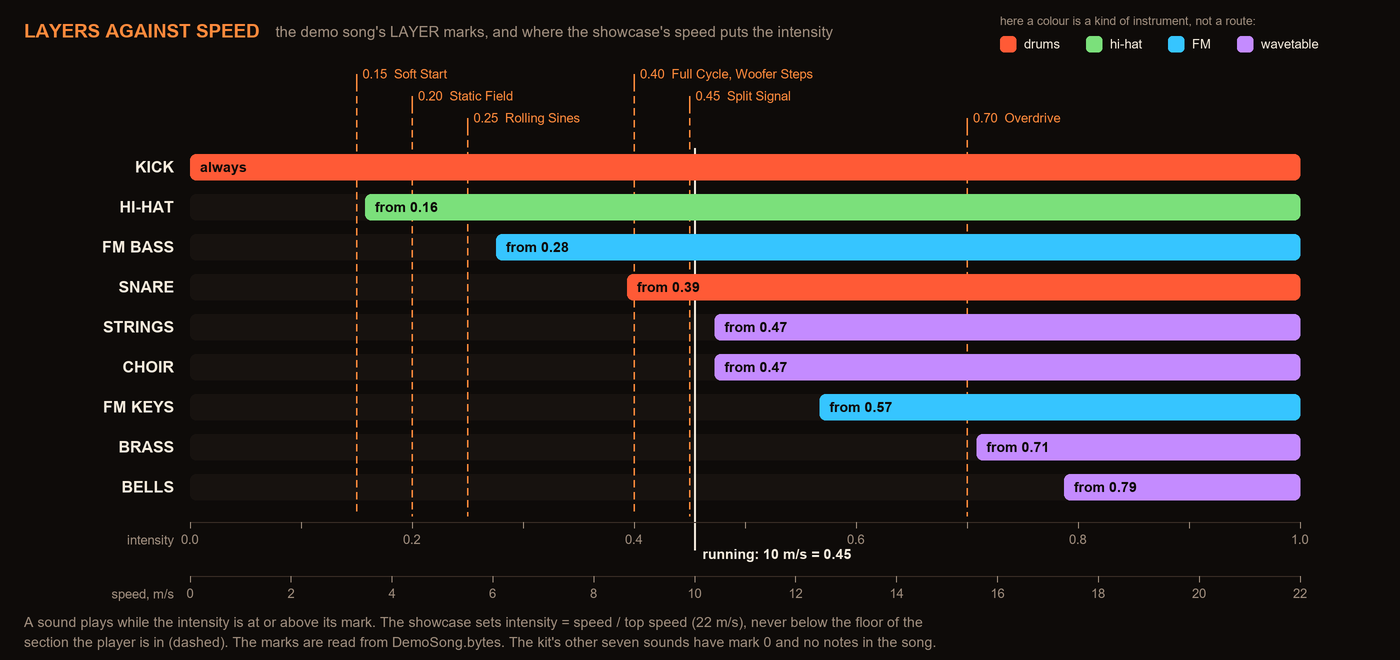 LAYERS AGAINST SPEED the demo song's LAYER marks, and where the showcase's speed puts the intensity
here a colour is a kind of instrument, not a route:
drums hi-hat FM wavetable
0.15 Soft Start
0.40 Full Cycle, Woofer Steps
0.20 Static Field
0.45 Split Signal
0.25 Rolling Sines
0.70 Overdrive
KICK always
HI-HAT from 0.16
FM BASS from 0.28
SNARE from 0.39
STRINGS from 0.47
CHOIR from 0.47
FM KEYS from 0.57
BRASS from 0.71
BELLS from 0.79
intensity 0.0 0.2 0.4 0.6 0.8 1.0
running: 10 m/s = 0.45
speed, m/s 0 2 4 6 8 10 12 14 16 18 20 22
A sound plays while the intensity is at or above its mark. The showcase sets intensity = speed / top speed (22 m/s), never below the floor of the
section the player is in (dashed). The marks are read from DemoSong.bytes. The kit's other seven sounds have mark 0 and no notes in the song.